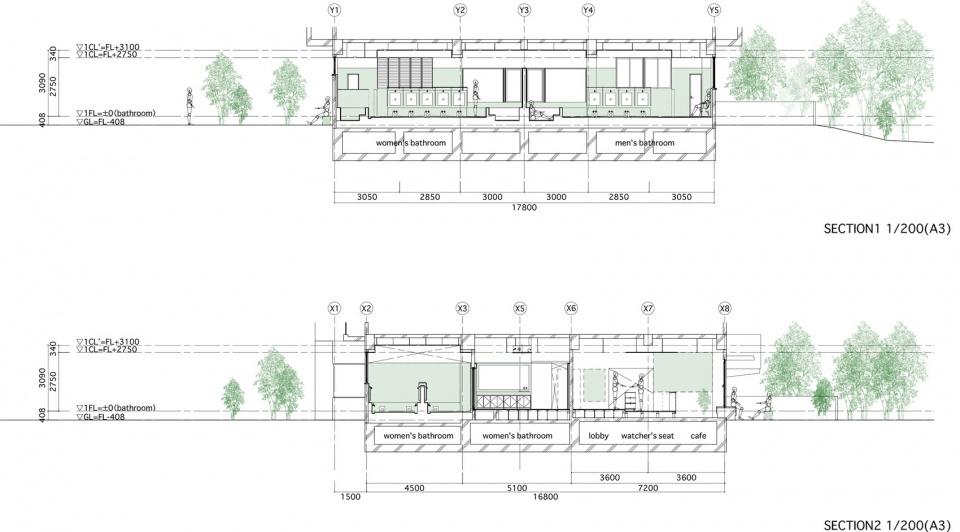 Y1 Y2 Y3 Y4 Y5
▽1CL'=FL+3100
▽1CL=FL+2750
340
3090
2750
▽1FL=±0(bathroom)
408
▽GL=FL-408
women's bathroom men's bathroom
3050 2850 3000 3000 2850 3050
17800
SECTION1 1/200(A3)
X1 X2 X3 X5 X6 X7 X8
▽1CL'=FL+3100
▽1CL=FL+2750
340
3090
2750
▽1FL=±0(bathroom)
408
▽GL=FL-408
women's bathroom women's bathroom lobby watcher's seat cafe
3600 3600
4500 5100 7200
1500 16800
SECTION2 1/200(A3)